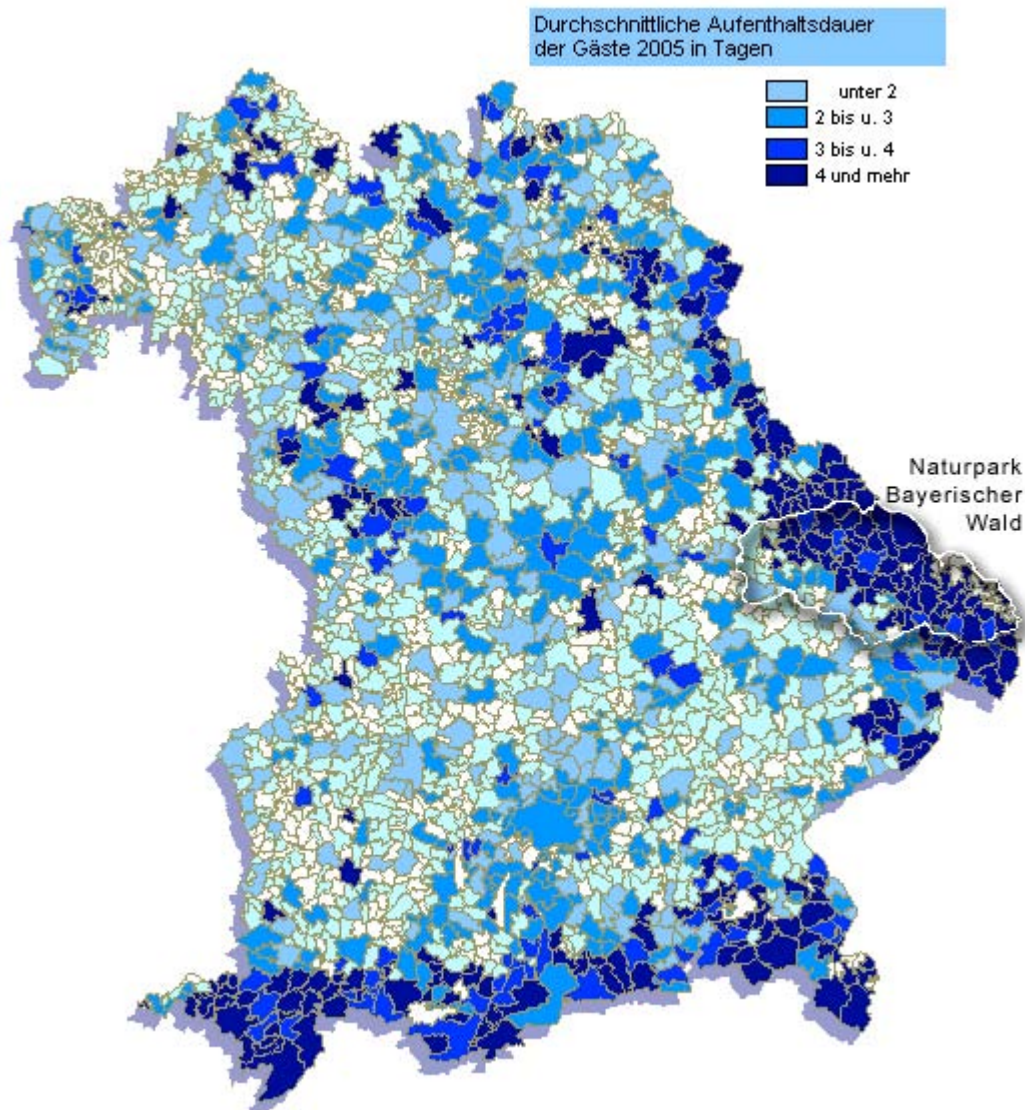 Durchschnittliche Aufenthaltsdauer
der Gäste 2005 in Tagen
unter 2
2 bis u. 3
3 bis u. 4
4 und mehr
Naturpark
Bayerischer
Wald